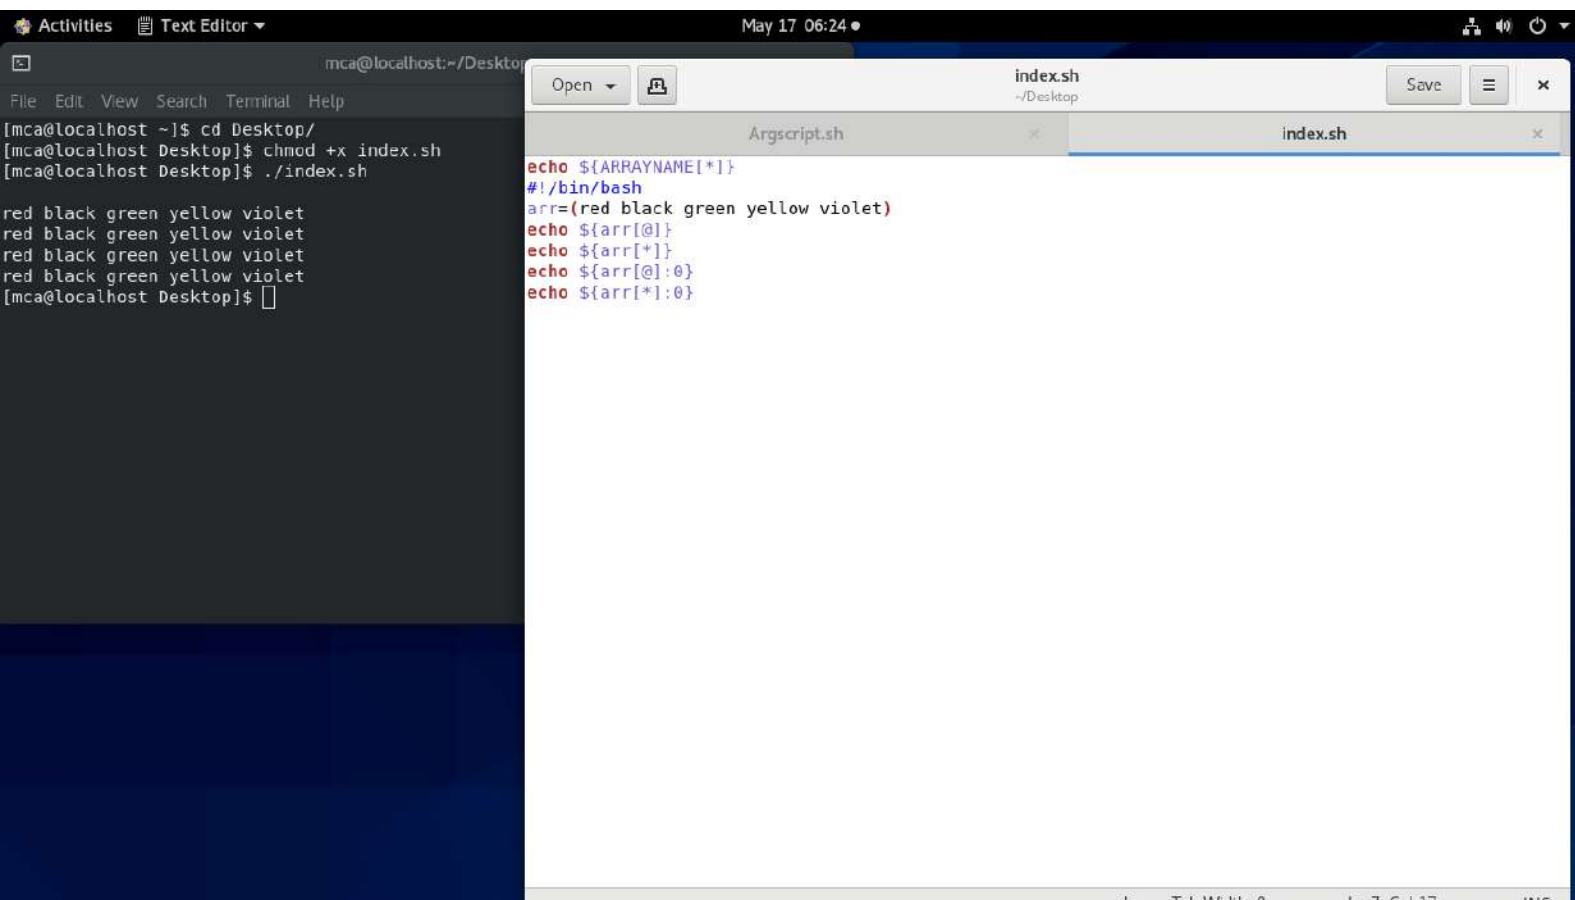 Activities Text Editor May 17 06:24
mca@localhost:~/Desktop
File Edit View Search Terminal Help
[mca@localhost ~]$ cd Desktop/
[mca@localhost Desktop]$ chmod +x index.sh
[mca@localhost Desktop]$ ./index.sh
red black green yellow violet
red black green yellow violet
red black green yellow violet
red black green yellow violet
[mca@localhost Desktop]$
Open index.sh Save
~/Desktop
Argscript.sh index.sh
echo ${ARRAYNAME[*]}
#!/bin/bash
arr=(red black green yellow violet)
echo ${arr[@]}
echo ${arr[*]}
echo ${arr[@]:0}
echo ${arr[*]:0}